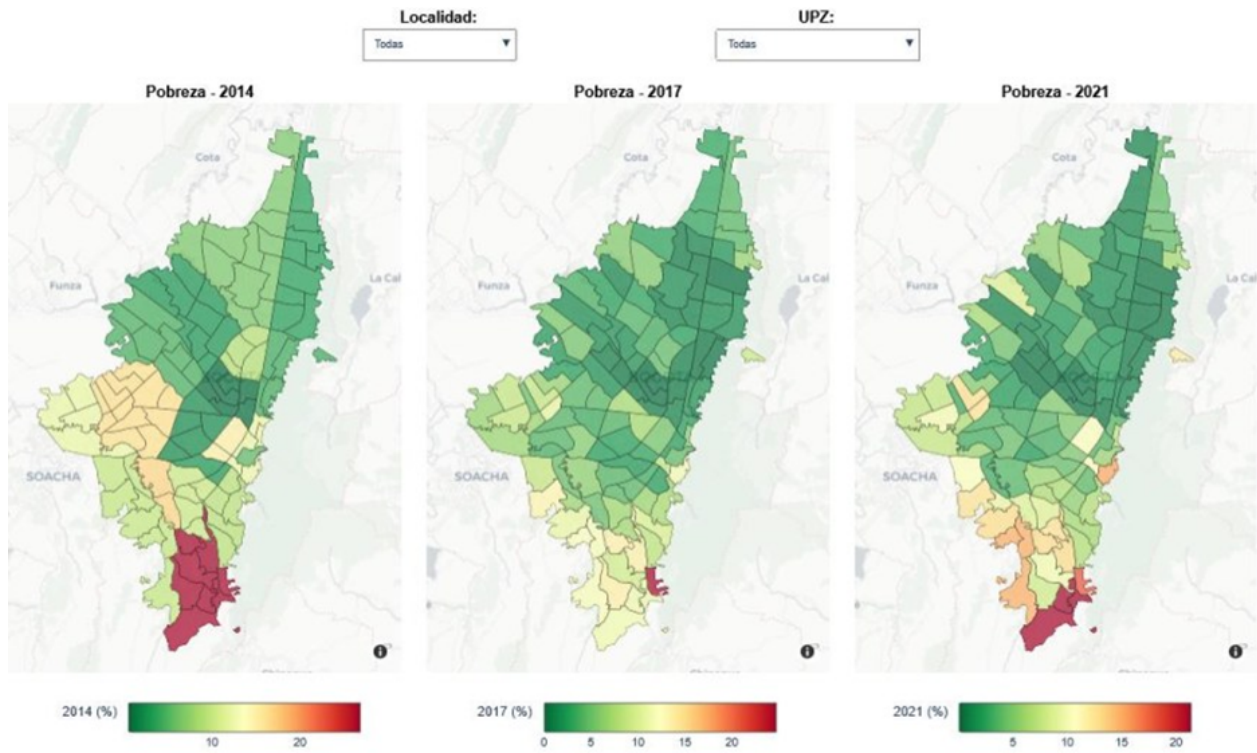 Localidad: UPZ:
Todas ▼ Todas ▼
Pobreza - 2014 Pobreza - 2017 Pobreza - 2021
Cota Cota Cota
La Cal La Cal La Cal
Funza Funza Funza
SOACHA SOACHA SOACHA
2014 (%) 2017 (%) 2021 (%)
10 20 0 5 10 15 20 5 10 15 20